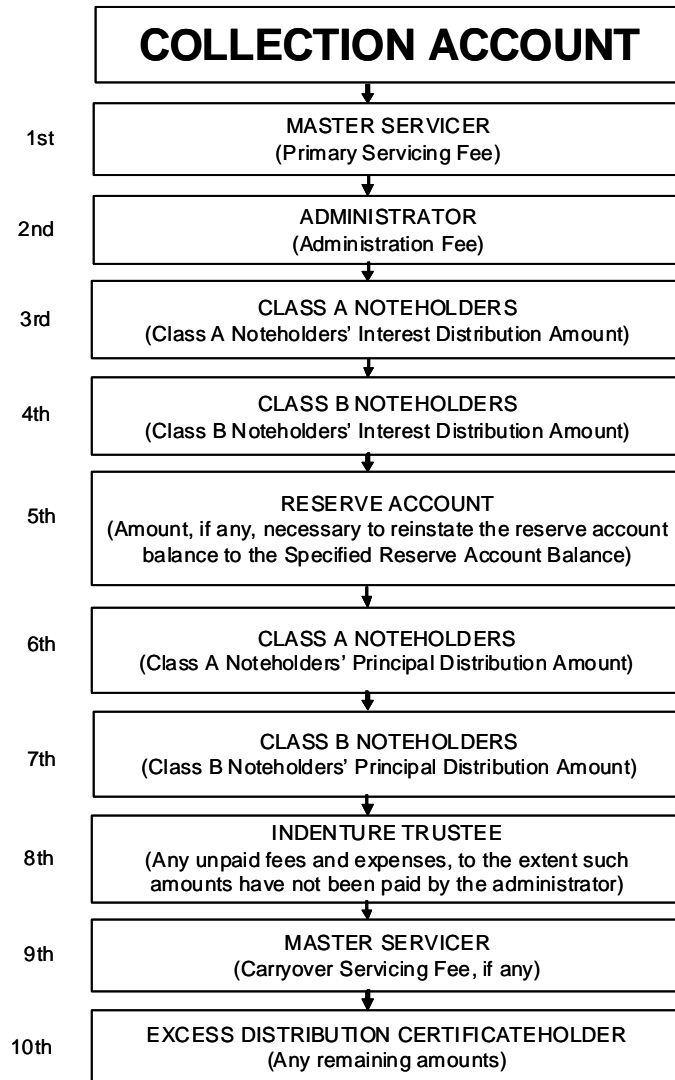 COLLECTION ACCOUNT
1st
MASTER SERVICER
(Primary Servicing Fee)
2nd
ADMINISTRATOR
(Administration Fee)
3rd
CLASS A NOTEHOLDERS
(Class A Noteholders' Interest Distribution Amount)
4th
CLASS B NOTEHOLDERS
(Class B Noteholders' Interest Distribution Amount)
5th
RESERVE ACCOUNT
(Amount, if any, necessary to reinstate the reserve account
balance to the Specified Reserve Account Balance)
6th
CLASS A NOTEHOLDERS
(Class A Noteholders' Principal Distribution Amount)
7th
CLASS B NOTEHOLDERS
(Class B Noteholders' Principal Distribution Amount)
8th
INDENTURE TRUSTEE
(Any unpaid fees and expenses, to the extent such
amounts have not been paid by the administrator)
9th
MASTER SERVICER
(Carryover Servicing Fee, if any)
10th
EXCESS DISTRIBUTION CERTIFICATEHOLDER
(Any remaining amounts)